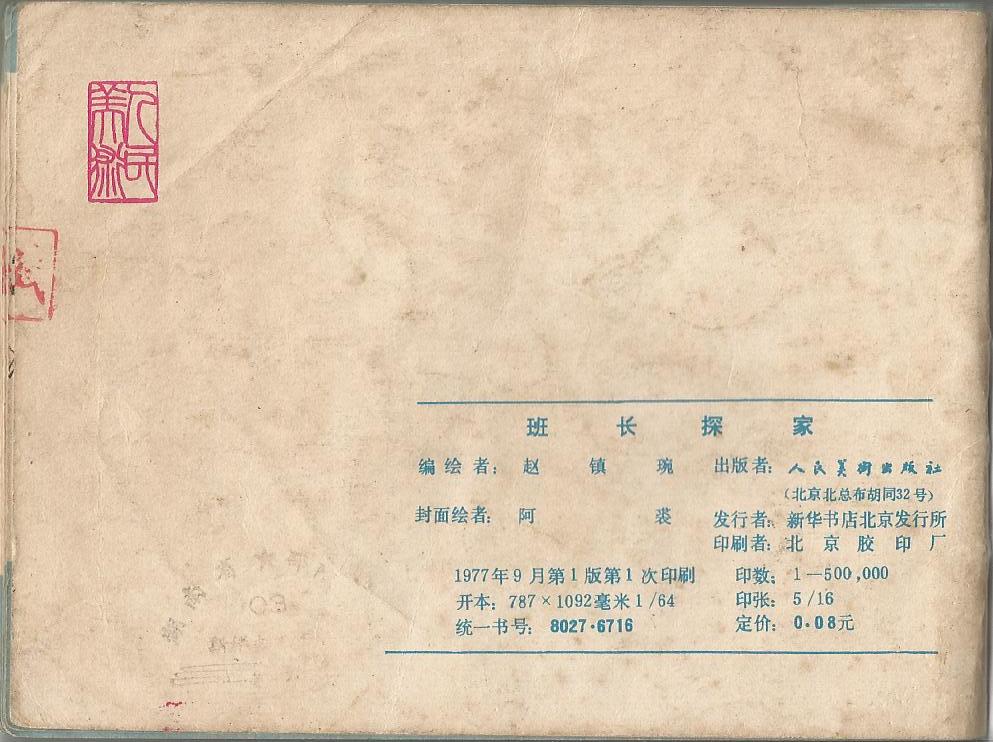 人民
美術
班长探家
编绘者：赵镇琬 出版者：人民美术出版社
（北京北总布胡同32号）
封面绘者：阿裘 发行者：新华书店北京发行所
印刷者：北京胶印厂
1977年9月第1版第1次印刷 印数：1—500,000
开本：787×1092毫米1/64 印张：5/16
统一书号：8027·6716 定价：0.08元